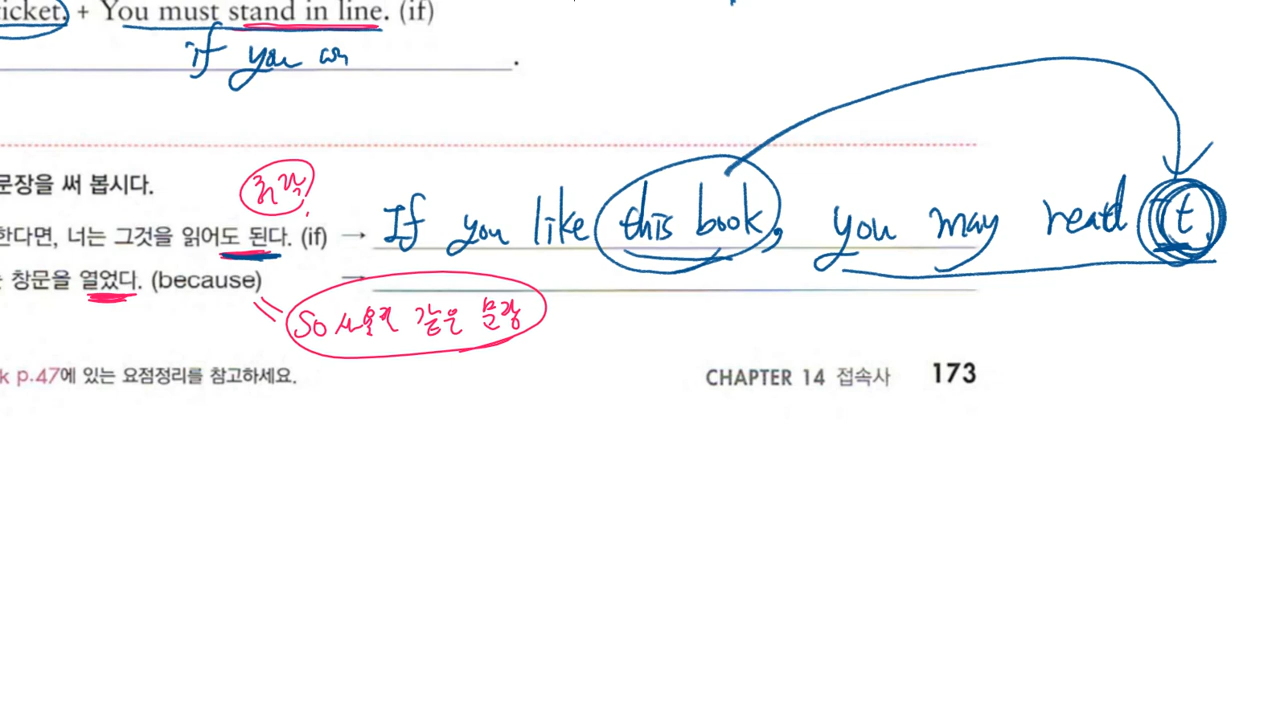 icket. + You must stand in line. (if)
if you
.
문장을 써 봅시다.
허락!
한다면, 너는 그것을 읽어도 된다. (if) → If you like this book, you may read it.
는 창문을 열었다. (because) →
So 사용 같은 문장
k p.47에 있는 요점정리를 참고하세요.
CHAPTER 14 접속사 173